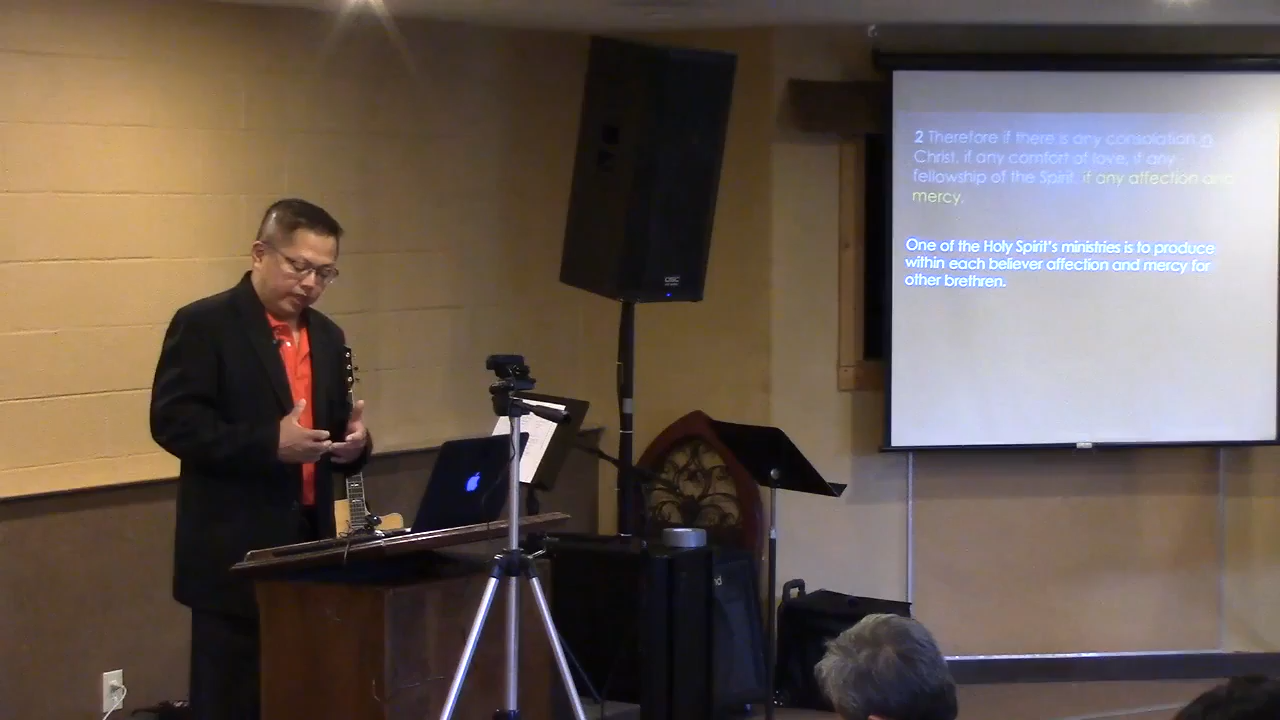 2 Therefore if there is any consolation in
Christ, if any comfort of love, if any
fellowship of the Spirit, if any affection and
mercy,
One of the Holy Spirit's ministries is to produce
within each believer affection and mercy for
other brethren.
QSC